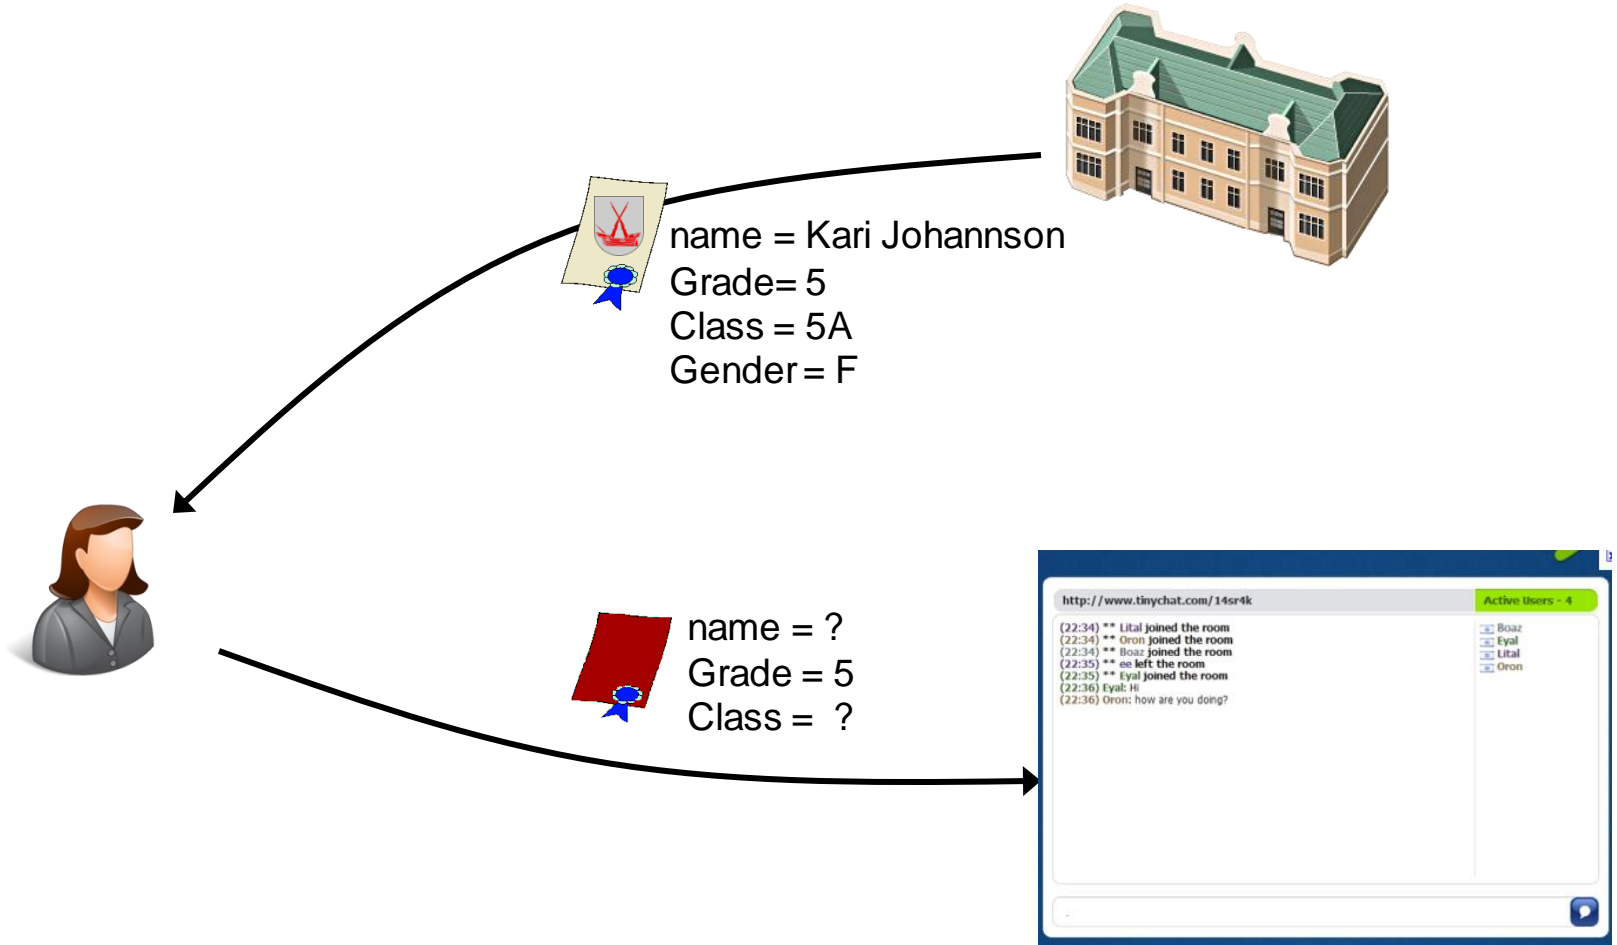 name = Kari Johannson
Grade= 5
Class = 5A
Gender = F
name = ?
Grade = 5
Class = ?
http://www.tinychat.com/14sr4k
Active Users - 4
(22:34) ** Lital joined the room
(22:34) ** Oron joined the room
(22:34) ** Boaz joined the room
(22:35) ** ee left the room
(22:35) ** Eyal joined the room
(22:36) Eyal: Hi
(22:36) Oron: how are you doing?
Boaz
Eyal
Lital
Oron